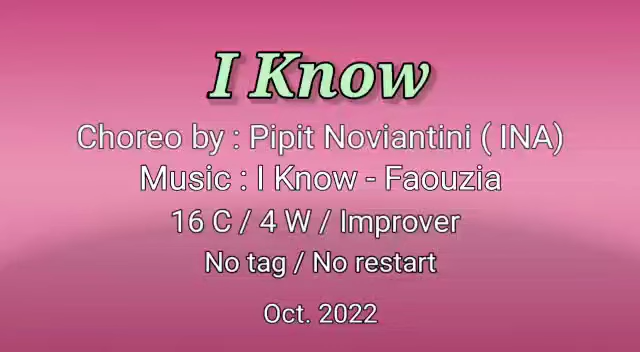 I Know
Choreo by : Pipit Noviantini ( INA)
Music : I Know - Faouzia
16 C / 4 W / Improver
No tag / No restart
Oct. 2022